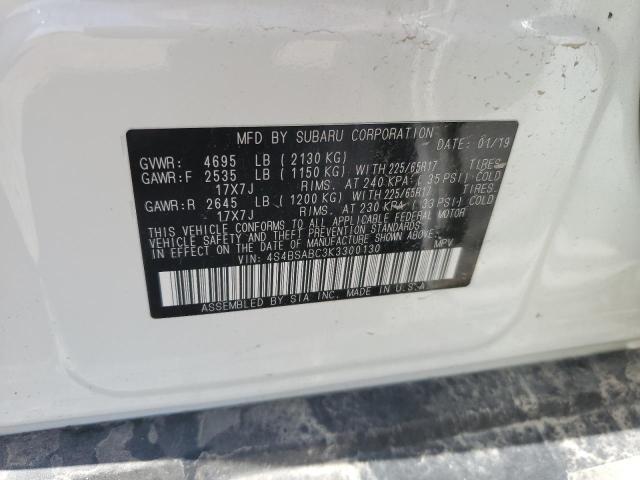 MFD BY SUBARU CORPORATION DATE: 01/19
GVWR: 4695 LB ( 2130 KG)
GAWR:F 2535 LB ( 1150 KG) WITH 225/65R17 TIRES
17X7J RIMS. AT 240 KPA ( 35 PSI) COLD
GAWR:R 2645 LB ( 1200 KG) WITH 225/65R17 TIRES
17X7J RIMS. AT 230 KPA ( 33 PSI) COLD
THIS VEHICLE CONFORMS TO ALL APPLICABLE FEDERAL MOTOR
VEHICLE SAFETY AND THEFT PREVENTION STANDARDS
IN EFFECT ON THE DATE OF MANUFACTURE SHOWN ABOVE.
VIN: 4S4BSABC3K3300130 MPV
ASSEMBLED BY SIA INC. MADE IN U.S.A